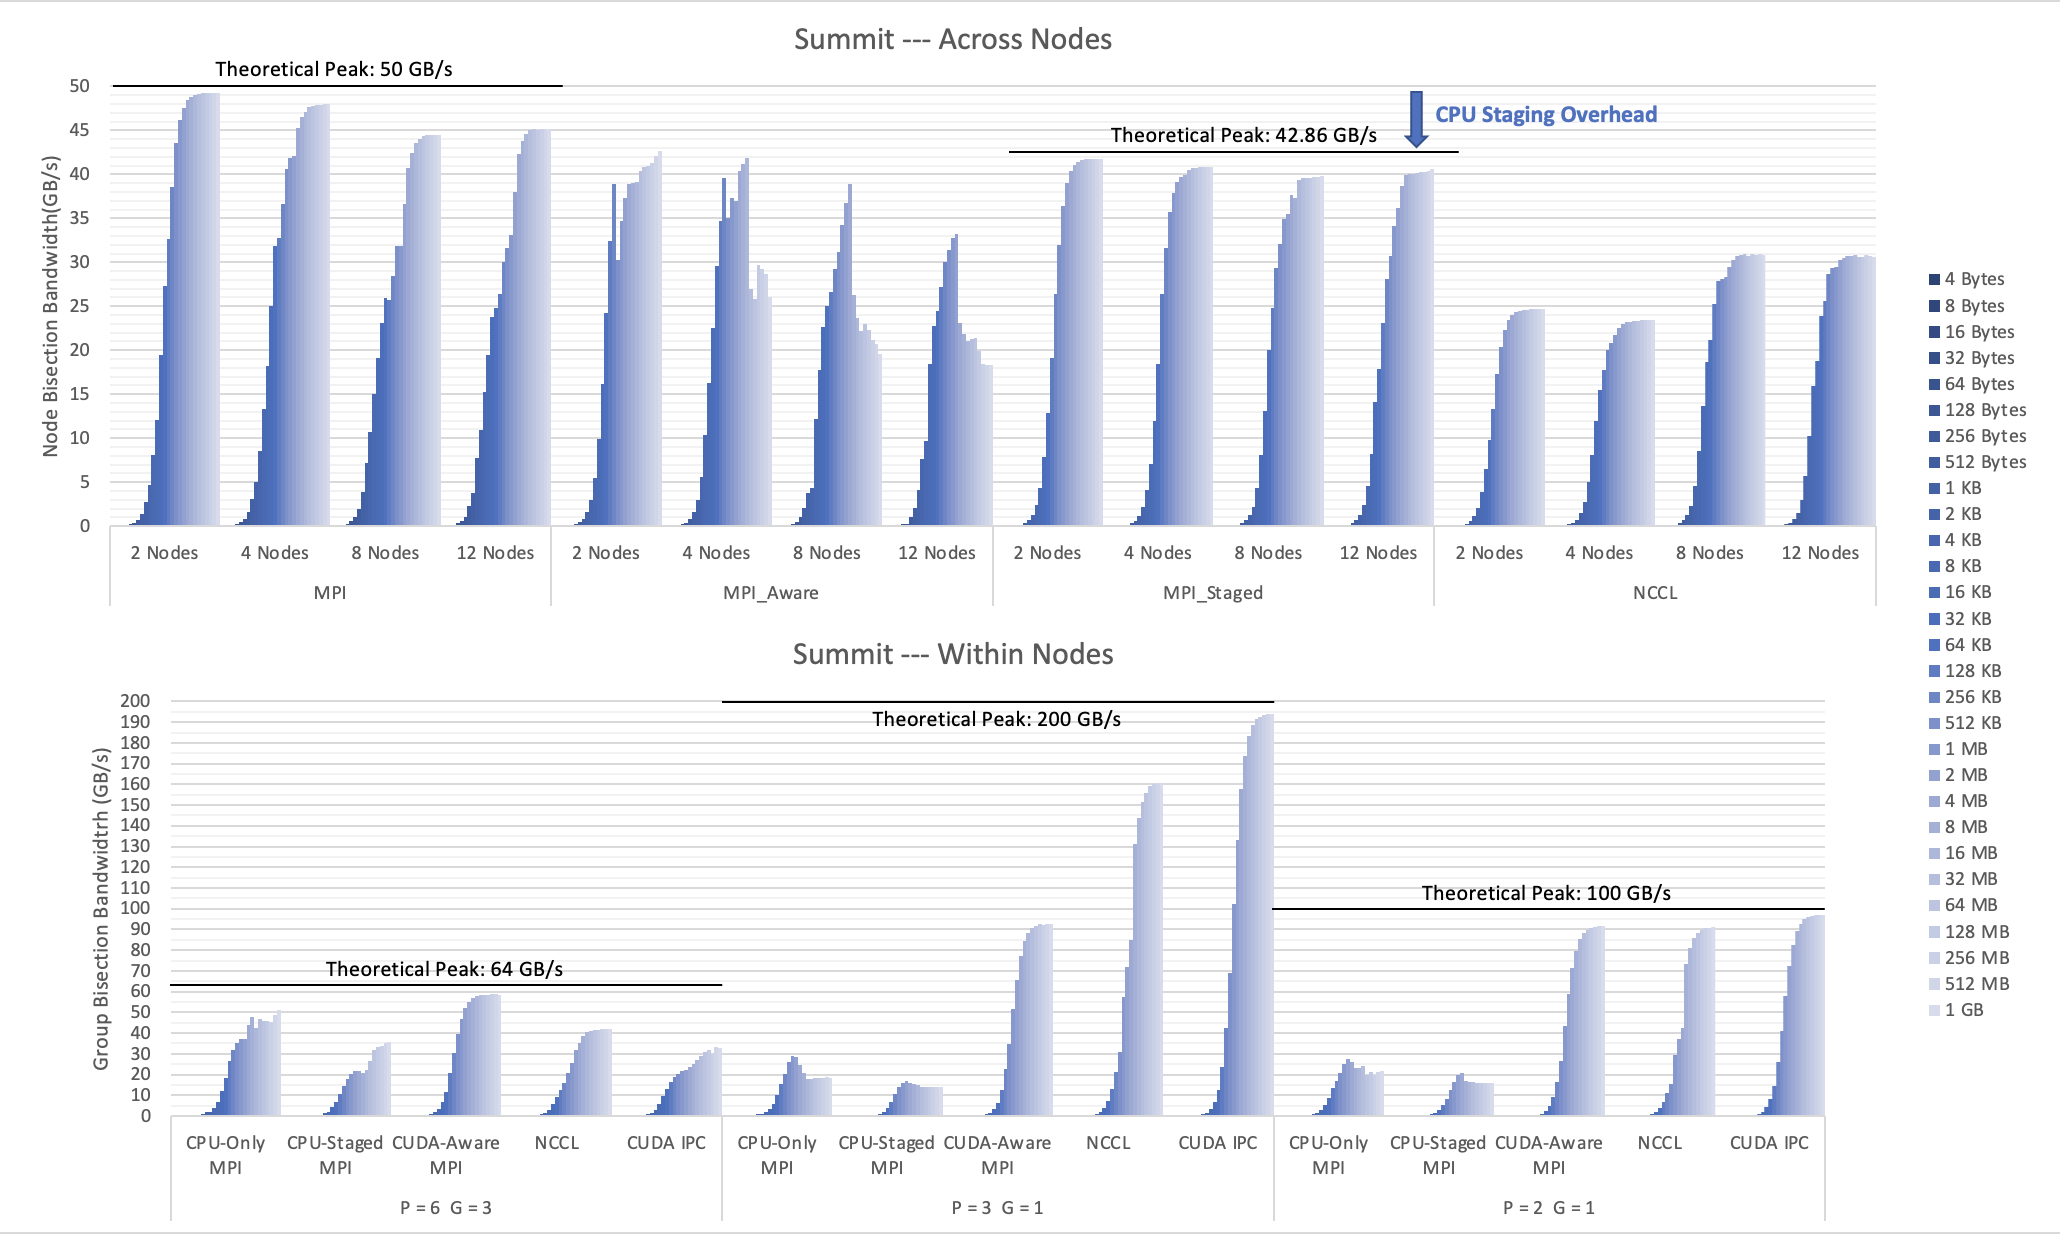 Summit --- Across Nodes
Theoretical Peak: 50 GB/s
CPU Staging Overhead
Theoretical Peak: 42.86 GB/s
Node Bisection Bandwidth(GB/s)
50
45
40
35
30
25
20
15
10
5
0
2 Nodes 4 Nodes 8 Nodes 12 Nodes 2 Nodes 4 Nodes 8 Nodes 12 Nodes 2 Nodes 4 Nodes 8 Nodes 12 Nodes 2 Nodes 4 Nodes 8 Nodes 12 Nodes
MPI MPI_Aware MPI_Staged NCCL
Summit --- Within Nodes
Theoretical Peak: 200 GB/s
Theoretical Peak: 100 GB/s
Theoretical Peak: 64 GB/s
Group Bisection Bandwidtrh (GB/s)
200
190
180
170
160
150
140
130
120
110
100
90
80
70
60
50
40
30
20
10
0
CPU-Only CPU-Staged CUDA-Aware NCCL CUDA IPC CPU-Only CPU-Staged CUDA-Aware NCCL CUDA IPC CPU-Only CPU-Staged CUDA-Aware NCCL CUDA IPC
MPI MPI MPI MPI MPI MPI MPI MPI MPI
P = 6 G = 3 P = 3 G = 1 P = 2 G = 1
4 Bytes
8 Bytes
16 Bytes
32 Bytes
64 Bytes
128 Bytes
256 Bytes
512 Bytes
1 KB
2 KB
4 KB
8 KB
16 KB
32 KB
64 KB
128 KB
256 KB
512 KB
1 MB
2 MB
4 MB
8 MB
16 MB
32 MB
64 MB
128 MB
256 MB
512 MB
1 GB